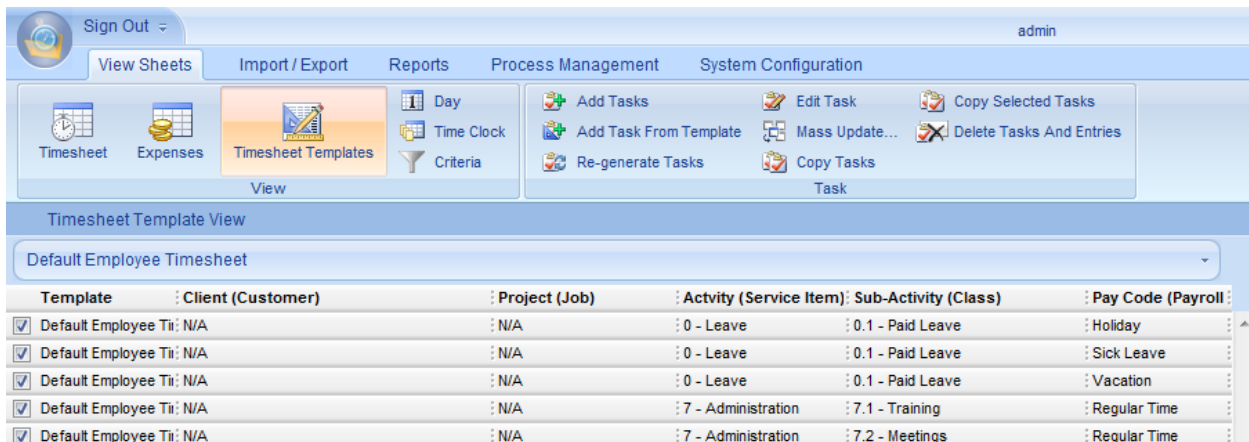 Sign Out
admin
View Sheets Import / Export Reports Process Management System Configuration
Timesheet Expenses Timesheet Templates Day Time Clock Criteria
View
Add Tasks Edit Task Copy Selected Tasks
Add Task From Template Mass Update... Delete Tasks And Entries
Re-generate Tasks Copy Tasks
Task
Timesheet Template View
Default Employee Timesheet
Template Client (Customer) Project (Job) Actvity (Service Item) Sub-Activity (Class) Pay Code (Payroll
Default Employee Tir N/A N/A 0 - Leave 0.1 - Paid Leave Holiday
Default Employee Tir N/A N/A 0 - Leave 0.1 - Paid Leave Sick Leave
Default Employee Tir N/A N/A 0 - Leave 0.1 - Paid Leave Vacation
Default Employee Tir N/A N/A 7 - Administration 7.1 - Training Regular Time
Default Employee Tir N/A N/A 7 - Administration 7.2 - Meetings Regular Time